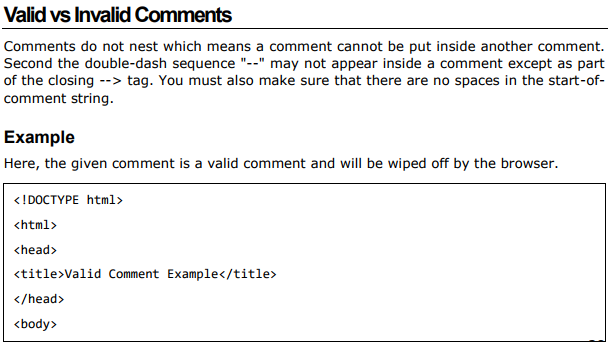 Valid vs Invalid Comments
Comments do not nest which means a comment cannot be put inside another comment.
Second the double-dash sequence "--" may not appear inside a comment except as part
of the closing --> tag. You must also make sure that there are no spaces in the start-of-
comment string.
Example
Here, the given comment is a valid comment and will be wiped off by the browser.
<!DOCTYPE html>
<html>
<head>
<title>Valid Comment Example</title>
</head>
<body>